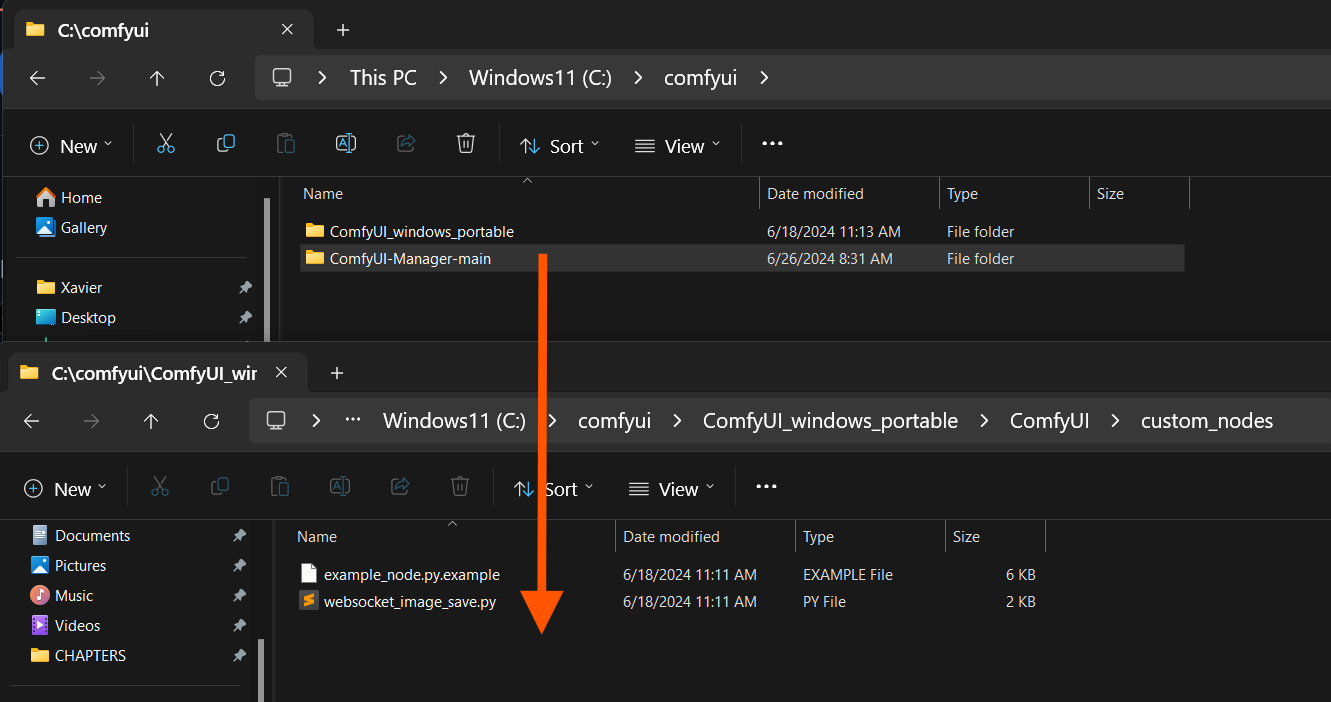 C:\comfyui
This PC Windows11 (C:) comfyui
New Sort View
Name Date modified Type Size
Home
Gallery
ComfyUI_windows_portable 6/18/2024 11:13 AM File folder
ComfyUI-Manager-main 6/26/2024 8:31 AM File folder
Xavier
Desktop
C:\comfyui\ComfyUI_wir
Windows11 (C:) comfyui ComfyUI_windows_portable ComfyUI custom_nodes
New Sort View
Documents
Pictures
Music
Videos
CHAPTERS
Name Date modified Type Size
example_node.py.example 6/18/2024 11:11 AM EXAMPLE File 6 KB
websocket_image_save.py 6/18/2024 11:11 AM PY File 2 KB